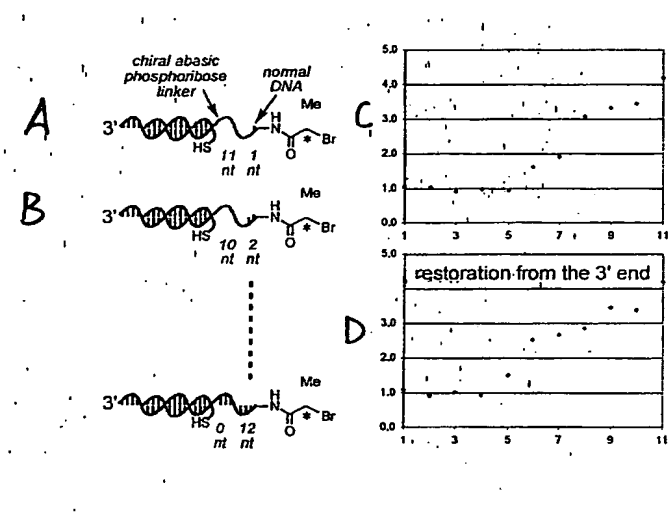 chiral abasic
phosphoribose
linker
normal
DNA
A
3'
HS
11
nt
1
nt
H
N
O
*
Me
Br
B
3'
HS
10
nt
2
nt
H
N
O
*
Me
Br
3'
HS
0
nt
12
nt
H
N
O
*
Me
Br
C
5.0
4.0
3.0
2.0
1.0
0.0
1 3 5 7 9 11
D
restoration from the 3' end
5.0
3.0
2.0
1.0
0.0
1 3 5 7 9 11